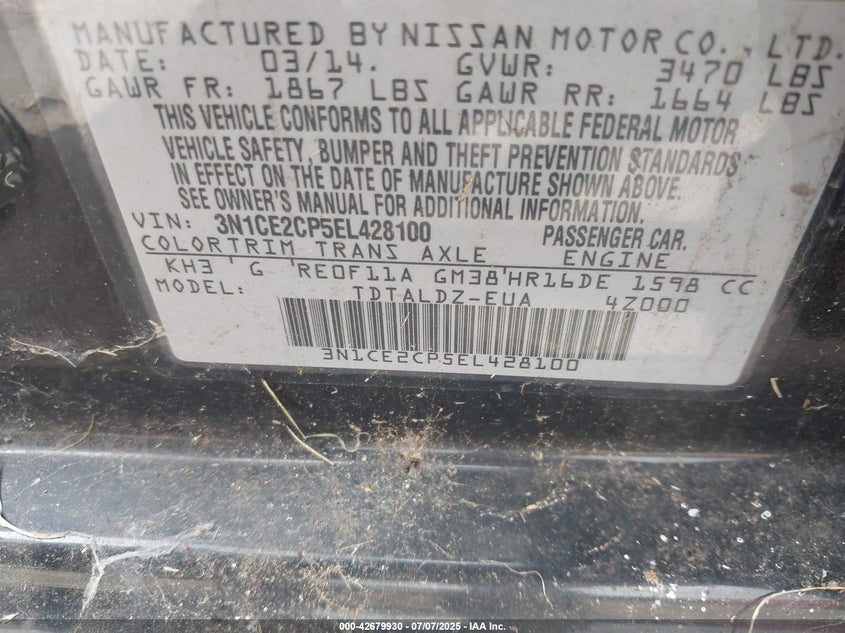 MANUFACTURED BY NISSAN MOTOR CO., LTD.
DATE: 03/14. GVWR: 3470 LBS
GAWR FR: 1867 LBS GAWR RR: 1664 LBS
THIS VEHICLE CONFORMS TO ALL APPLICABLE FEDERAL MOTOR
VEHICLE SAFETY, BUMPER AND THEFT PREVENTION STANDARDS
IN EFFECT ON THE DATE OF MANUFACTURE SHOWN ABOVE.
SEE OWNER'S MANUAL FOR ADDITIONAL INFORMATION.
VIN: 3N1CE2CP5EL428100 PASSENGER CAR.
COLORTRIM TRANS AXLE ENGINE
KH3 ' G 'RE0F11A GM38'HR16DE 1598 CC
MODEL: TDTALDZ-EUA 4Z000
3N1CE2CP5EL428100
000-42679930 - 07/07/2025 - IAA Inc.